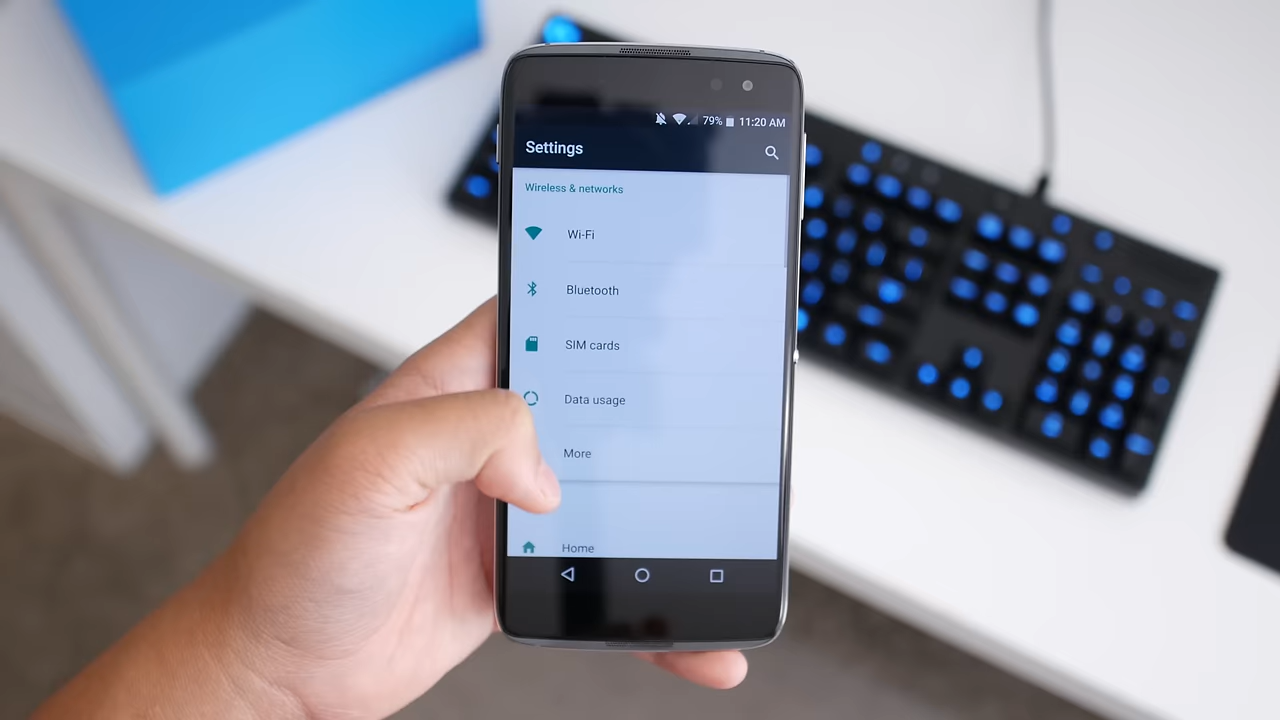 79% 11:20 AM
Settings
Wireless & networks
Wi-Fi
Bluetooth
SIM cards
Data usage
More
Home